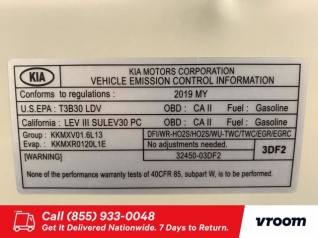 KIA
KIA MOTORS CORPORATION
VEHICLE EMISSION CONTROL INFORMATION
Conforms to regulations : 2019 MY
U.S.EPA : T3B30 LDV OBD : CA II Fuel : Gasoline
California : LEV III SULEV30 PC OBD : CA II Fuel : Gasoline
Group : KKMXV01.6L13 DFI/WR-HO2S/HO2S/WU-TWC/TWC/EGR/EGRC
Evap. : KKMXR0120L1E No adjustments needed. 3DF2
[WARNING] 32450-03DF2
None of the performance warranty tests of 40CFR 85, subpart W, is to be performed.
Call (855) 933-0048
Get It Delivered Nationwide. 7 Days to Return.
vroom